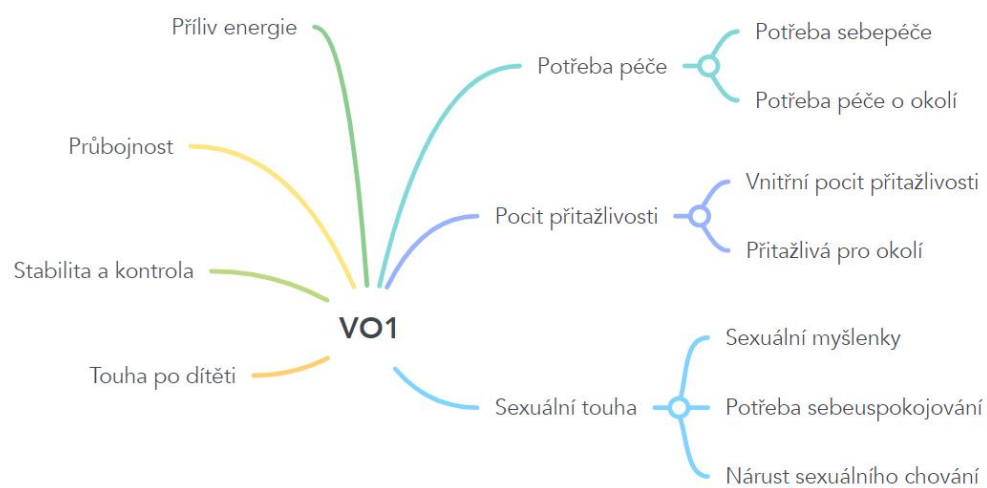 Příliv energie
Průbojnost
Stabilita a kontrola
Touha po dítěti
VO1
Potřeba péče
Potřeba sebepéče
Potřeba péče o okolí
Pocit přitažlivosti
Vnitřní pocit přitažlivosti
Přitažlivá pro okolí
Sexuální touha
Sexuální myšlenky
Potřeba sebeuspokojování
Nárust sexuálního chování